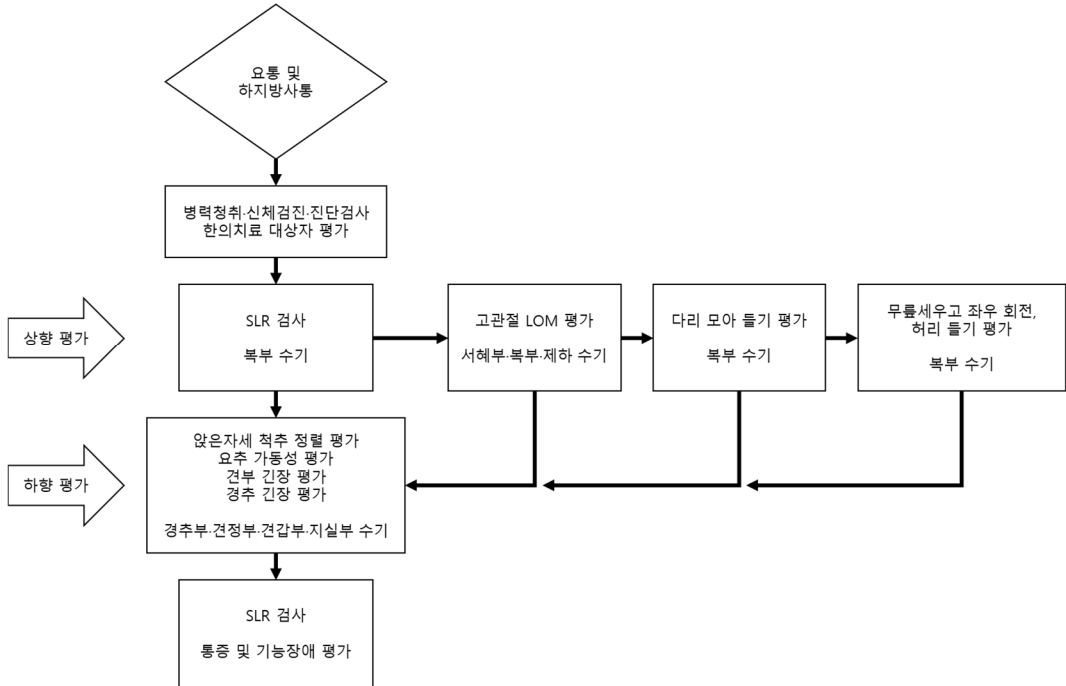 요통 및
하지방사통
병력청취·신체검진·진단검사
한의치료 대상자 평가
상향 평가
SLR 검사
복부 수기
고관절 LOM 평가
서혜부·복부·제하 수기
다리 모아 들기 평가
복부 수기
무릎세우고 좌우 회전,
허리 들기 평가
복부 수기
하향 평가
앉은자세 척추 정렬 평가
요추 가동성 평가
견부 긴장 평가
경추 긴장 평가
경추부·견정부·견갑부·지실부 수기
SLR 검사
통증 및 기능장애 평가